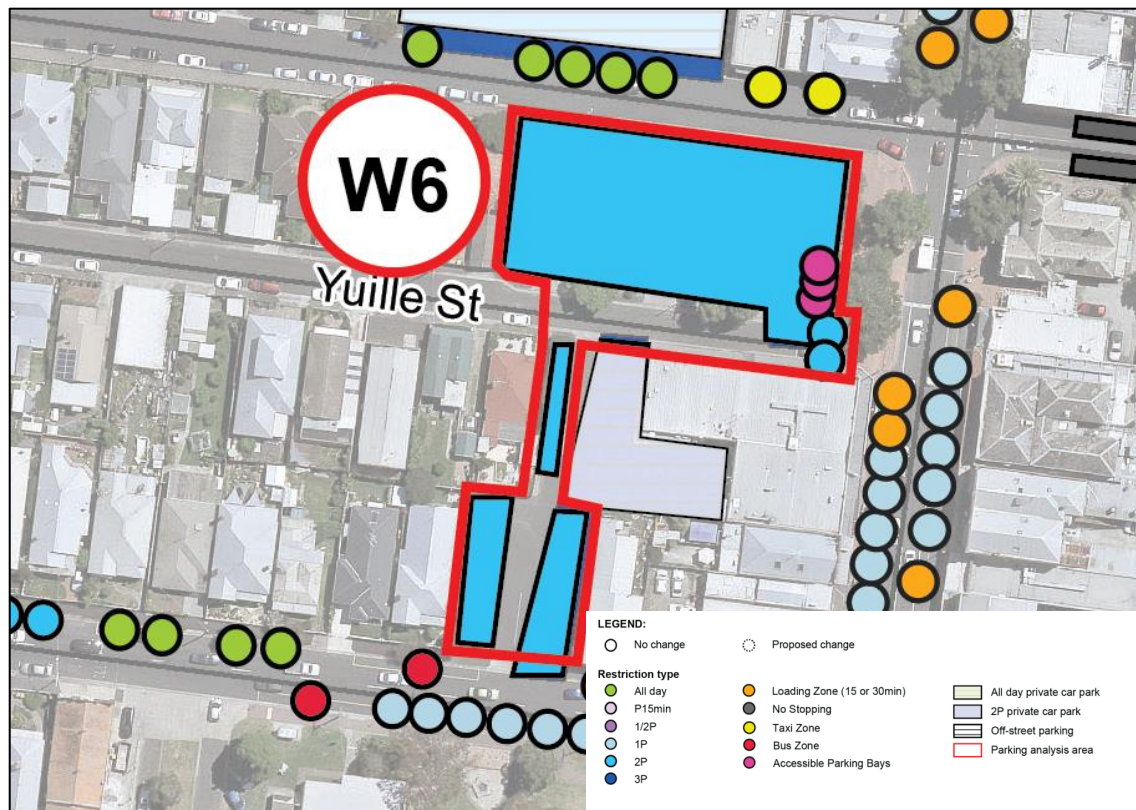 W6
Yuille St
LEGEND:
No change
Proposed change
Restriction type
All day
P15min
1/2P
1P
2P
3P
Loading Zone (15 or 30min)
No Stopping
Taxi Zone
Bus Zone
Accessible Parking Bays
All day private car park
2P private car park
Off-street parking
Parking analysis area